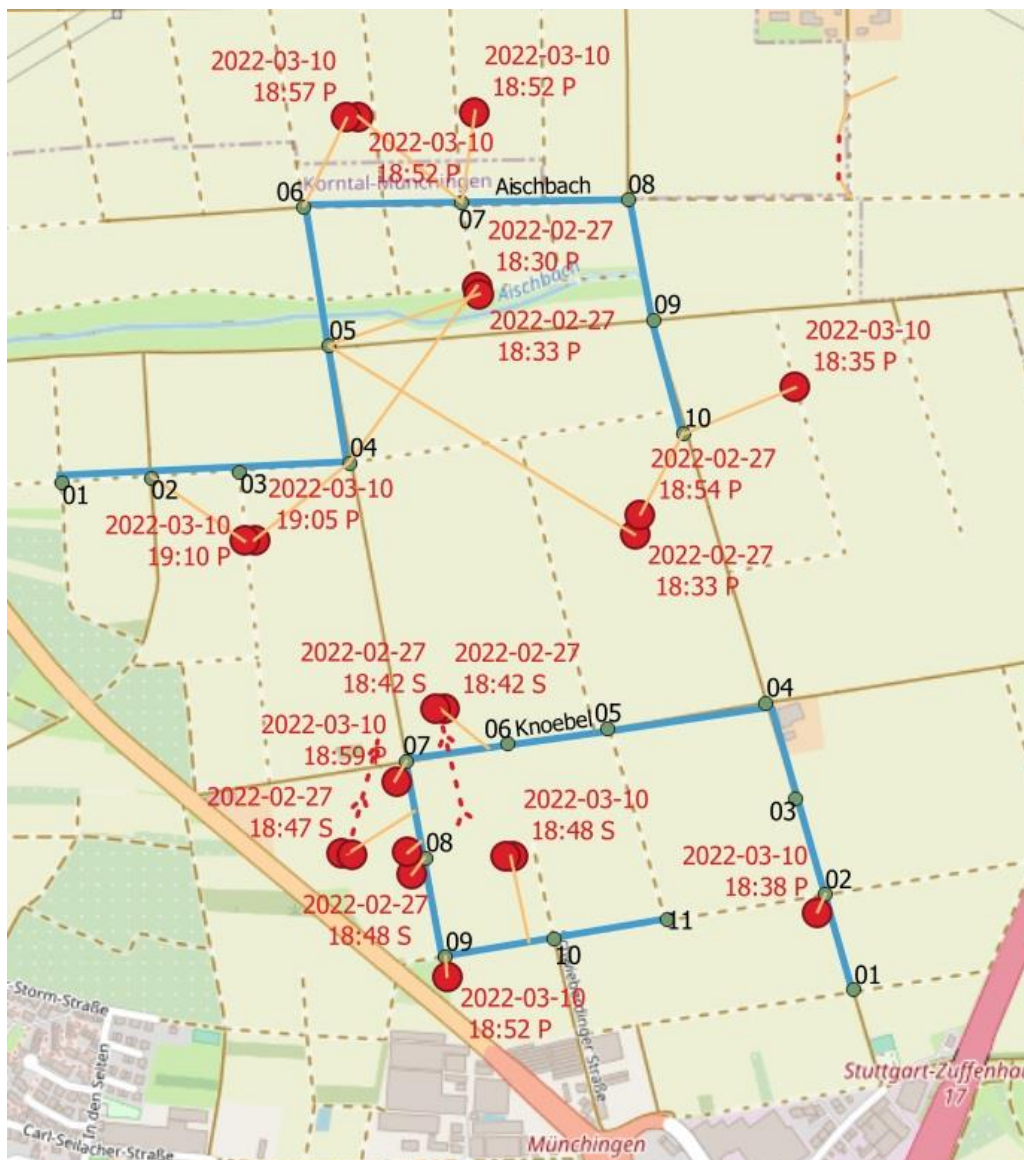 2022-03-10
18:57 P
2022-03-10
18:52 P
2022-03-10
18:52 P
Korntal-Münchingen
Aischbach
06
07
08
2022-02-27
18:30 P
Aischbach
2022-02-27
18:33 P
05
09
2022-03-10
18:35 P
10
04
03
02
01
2022-03-10
19:05 P
2022-03-10
19:10 P
2022-02-27
18:54 P
2022-02-27
18:33 P
2022-02-27
18:42 S
2022-02-27
18:42 S
04
05
06
Knoebel
07
2022-03-10
18:59 P
2022-02-27
18:47 S
2022-03-10
18:48 S
03
08
2022-03-10
18:38 P
02
2022-02-27
18:48 S
11
09
10
01
2022-03-10
18:52 P
-Storm-Straße
In den Seiten
Carl-Seilacher-Straße
Münchingen
Stuttgart-Zuffenhau
17